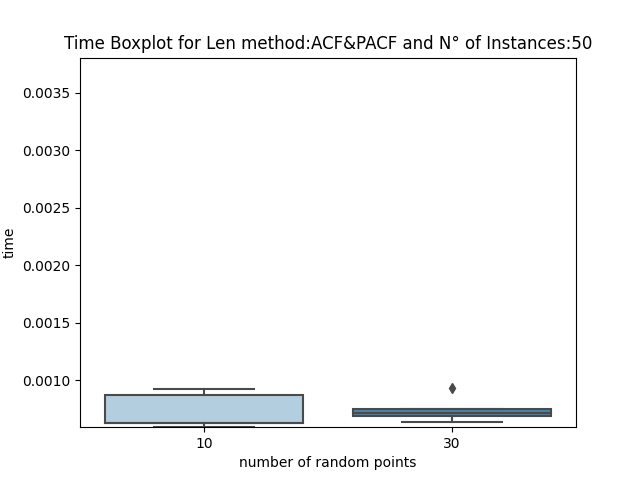 Time Boxplot for Len method:ACF&PACF and N° of Instances:50
0.0035
0.0030
0.0025
0.0020
0.0015
0.0010
time
10
30
number of random points